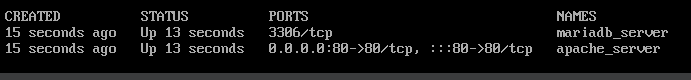 CREATED STATUS PORTS NAMES
15 seconds ago Up 13 seconds 3306/tcp mariadb_server
15 seconds ago Up 13 seconds 0.0.0.0:80->80/tcp, :::80->80/tcp apache_server